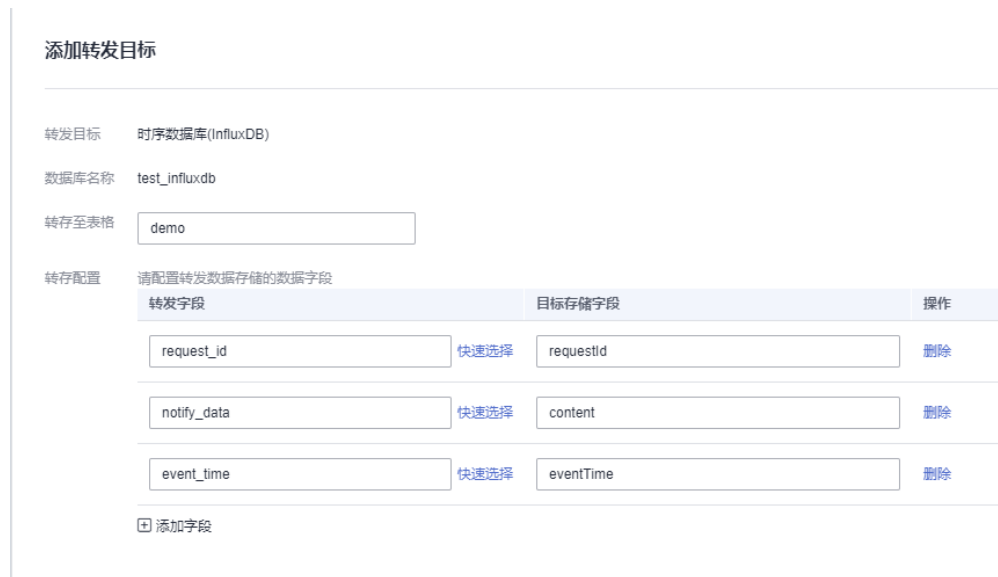 添加转发目标
转发目标 时序数据库(InfluxDB)
数据库名称 test_influxdb
转存至表格 demo
转存配置 请配置转发数据存储的数据字段
转发字段 目标存储字段 操作
request_id 快速选择 requestId 删除
notify_data 快速选择 content 删除
event_time 快速选择 eventTime 删除
添加字段